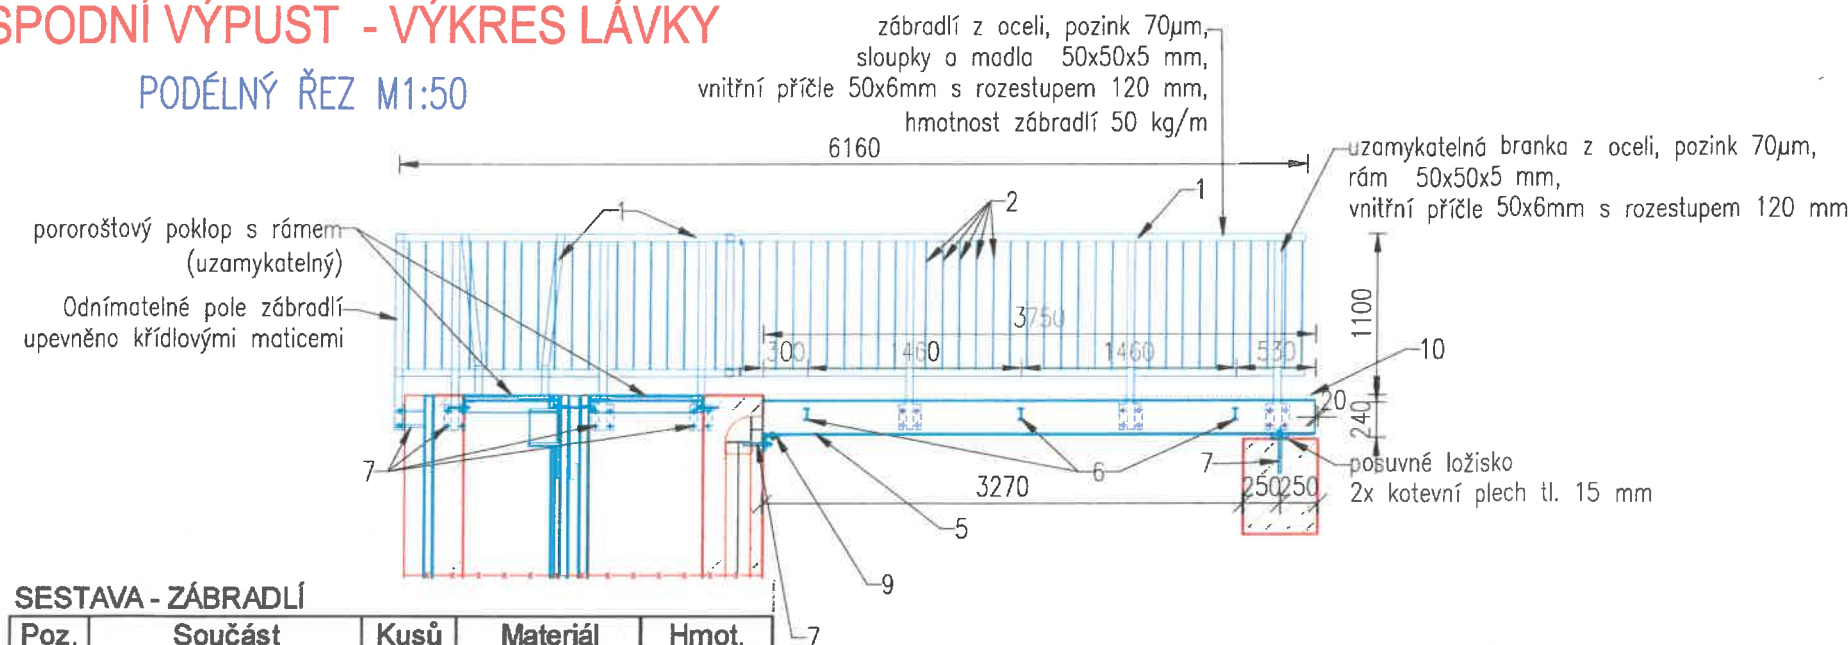 SPODNÍ VÝPUST - VÝKRES LÁVKY
PODÉLNÝ ŘEZ M1:50
zábradlí z oceli, pozink 70µm,
sloupky a madla 50x50x5 mm,
vnitřní příčle 50x6mm s rozestupem 120 mm,
hmotnost zábradlí 50 kg/m
6160
uzamykatelná branka z oceli, pozink 70µm,
rám 50x50x5 mm,
vnitřní příčle 50x6mm s rozestupem 120 mm
1
2
1
pororoštový poklop s rámem
(uzamykatelný)
Odnímatelné pole zábradlí
upevněno křídlovými maticemi
3750
1100
300
1460
1460
530
10
20
240
7
6
7
posuvné ložisko
2x kotevní plech tl. 15 mm
3270
250
250
5
9
7
SESTAVA - ZÁBRADLÍ
Poz. Součást Kusů Materiál Hmot.